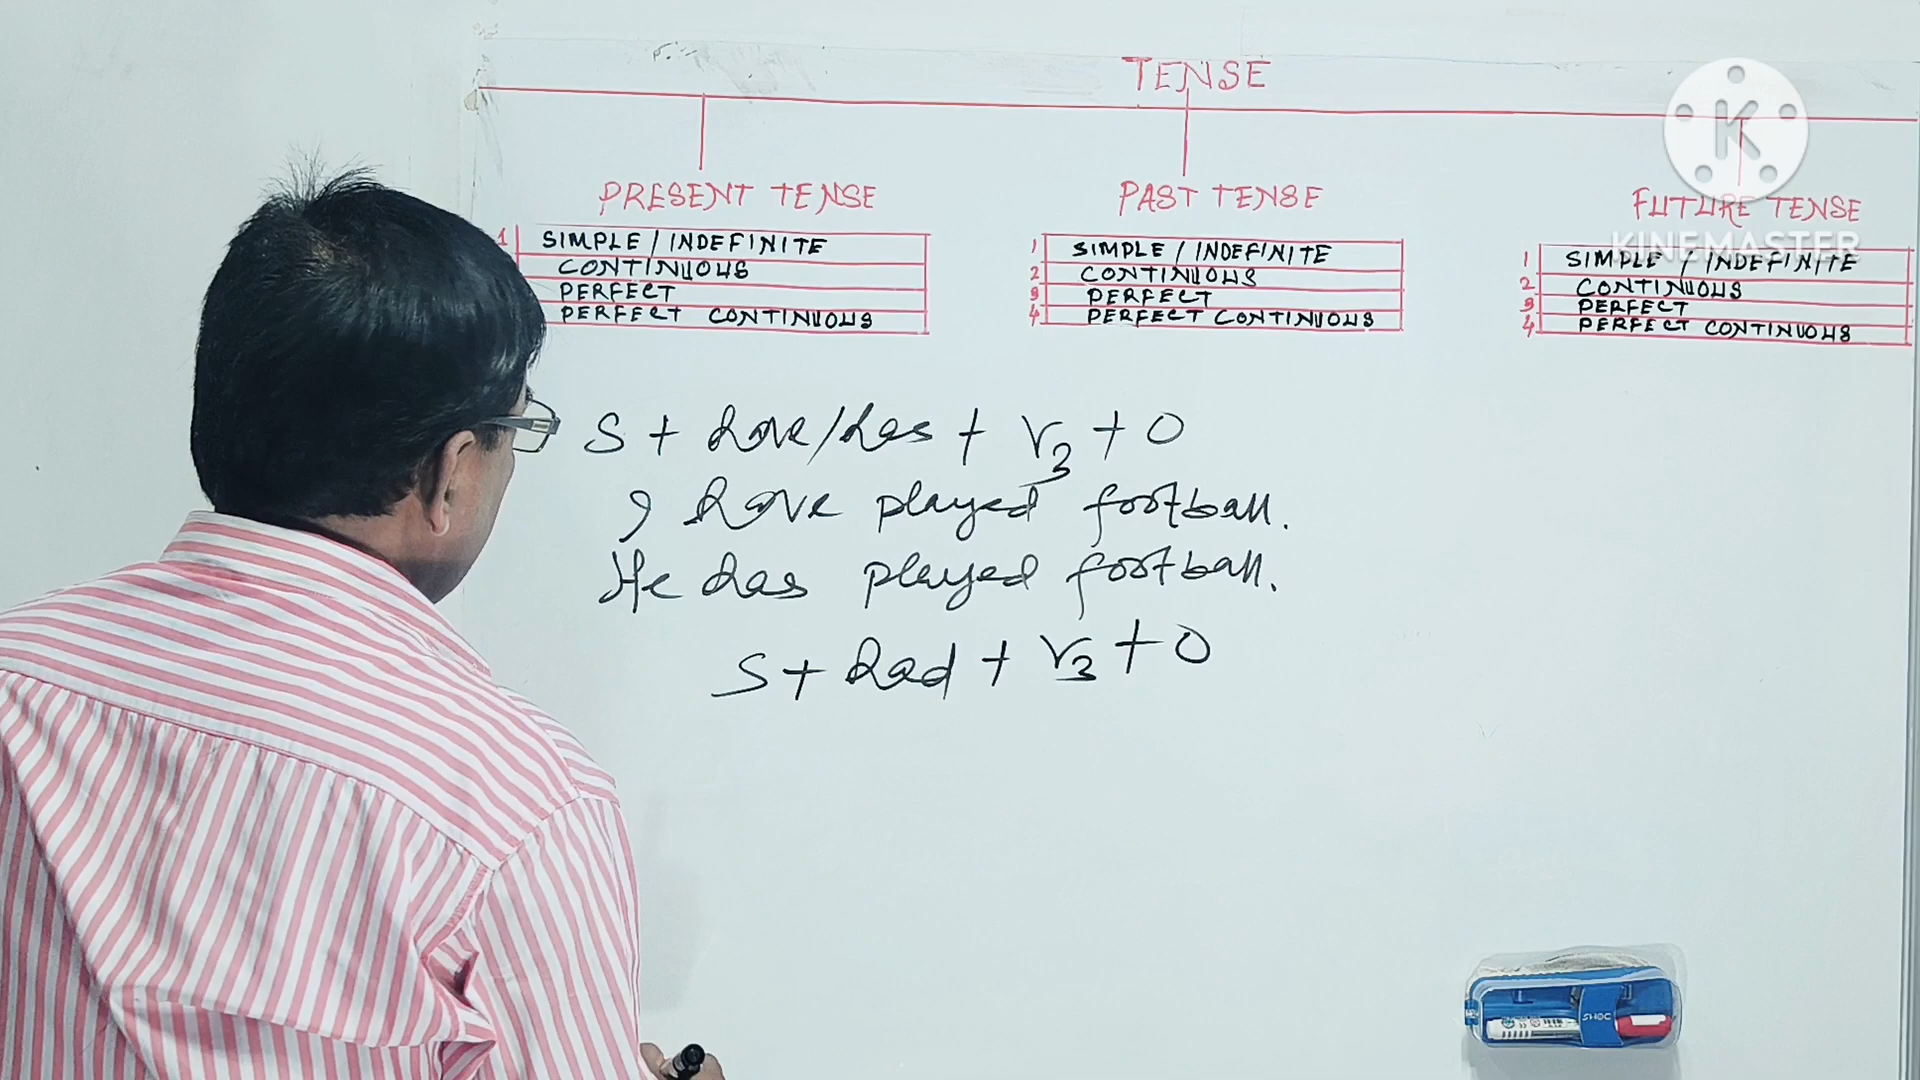 TENSE
K
KINEMASTER
PRESENT TENSE
1 SIMPLE / INDEFINITE
CONTINUOUS
PERFECT
PERFECT CONTINUOUS
PAST TENSE
1 SIMPLE / INDEFINITE
2 CONTINUOUS
3 PERFECT
4 PERFECT CONTINUOUS
FUTURE TENSE
1 SIMPLE / INDEFINITE
2 CONTINUOUS
3 PERFECT
4 PERFECT CONTINUOUS
S + have/has + V3 + O
I have played football.
He has played football.
S + had + V3 + O